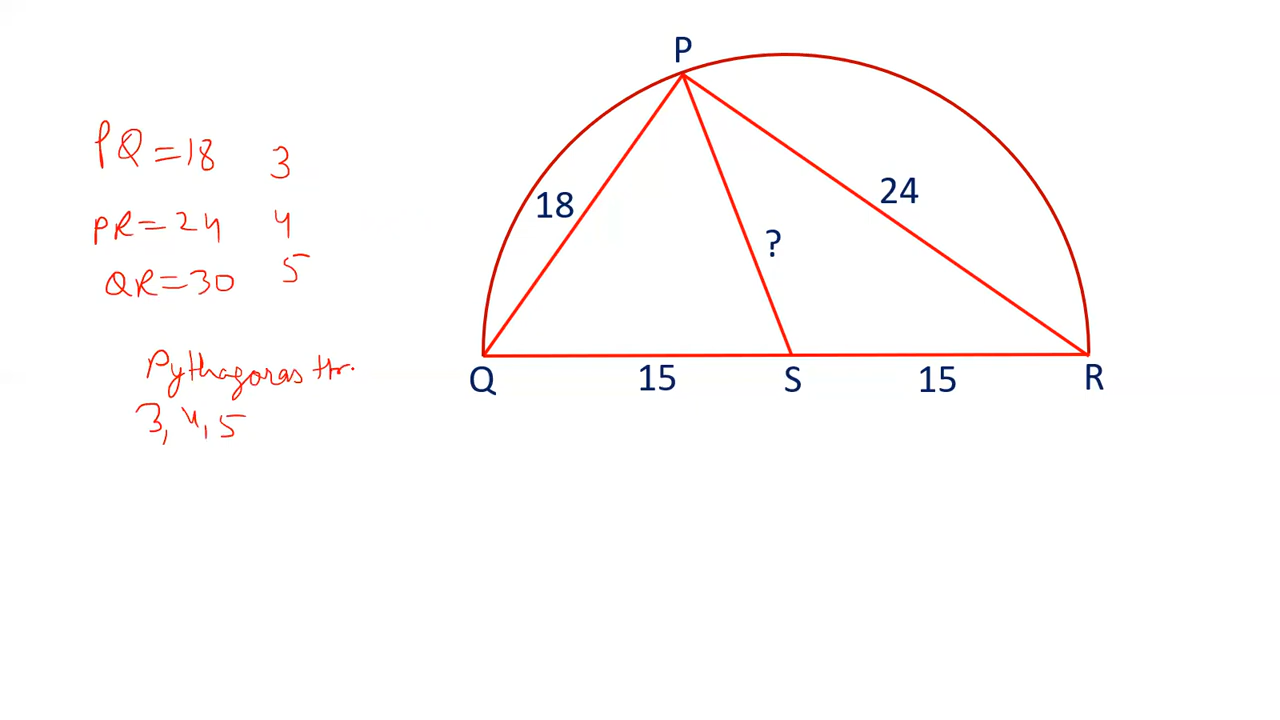 PQ = 18 3
PR = 24 4
QR = 30 5
Pythagoras thr.
3, 4, 5
P
18
24
?
Q
15
S
15
R